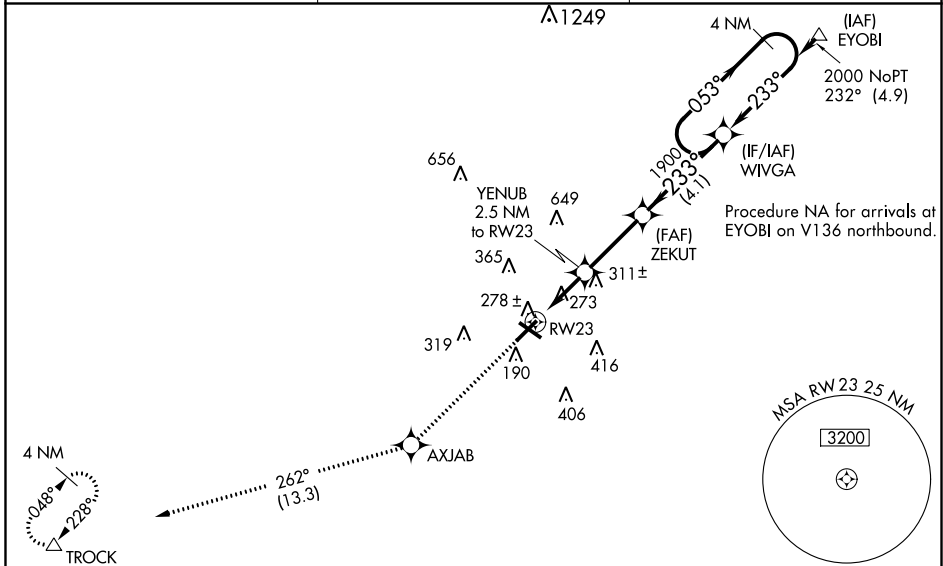 1249
4 NM
(IAF)
EYOBI
2000 NoPT
232° (4.9)
053°
233°
(IF/IAF)
WIVGA
1900
233°
(4.1)
656
YENUB
2.5 NM
to RW23
649
(FAF)
ZEKUT
Procedure NA for arrivals at
EYOBI on V136 northbound.
365
311±
278±
273
RW23
319
190
416
406
MSA RW 23 25 NM
3200
AXJAB
4 NM
262°
(13.3)
048°
228°
TROCK